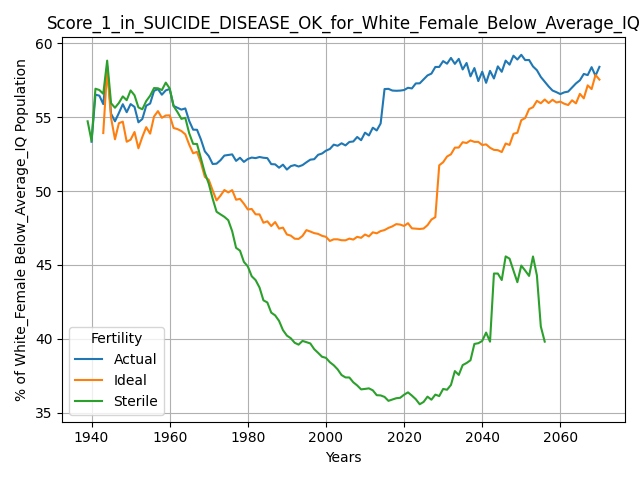 Score_1_in_SUICIDE_DISEASE_OK_for_White_Female_Below_Average_IQ
% of White_Female Below_Average_IQ Population
60
55
50
45
40
35
Fertility
Actual
Ideal
Sterile
1940
1960
1980
2000
2020
2040
2060
Years